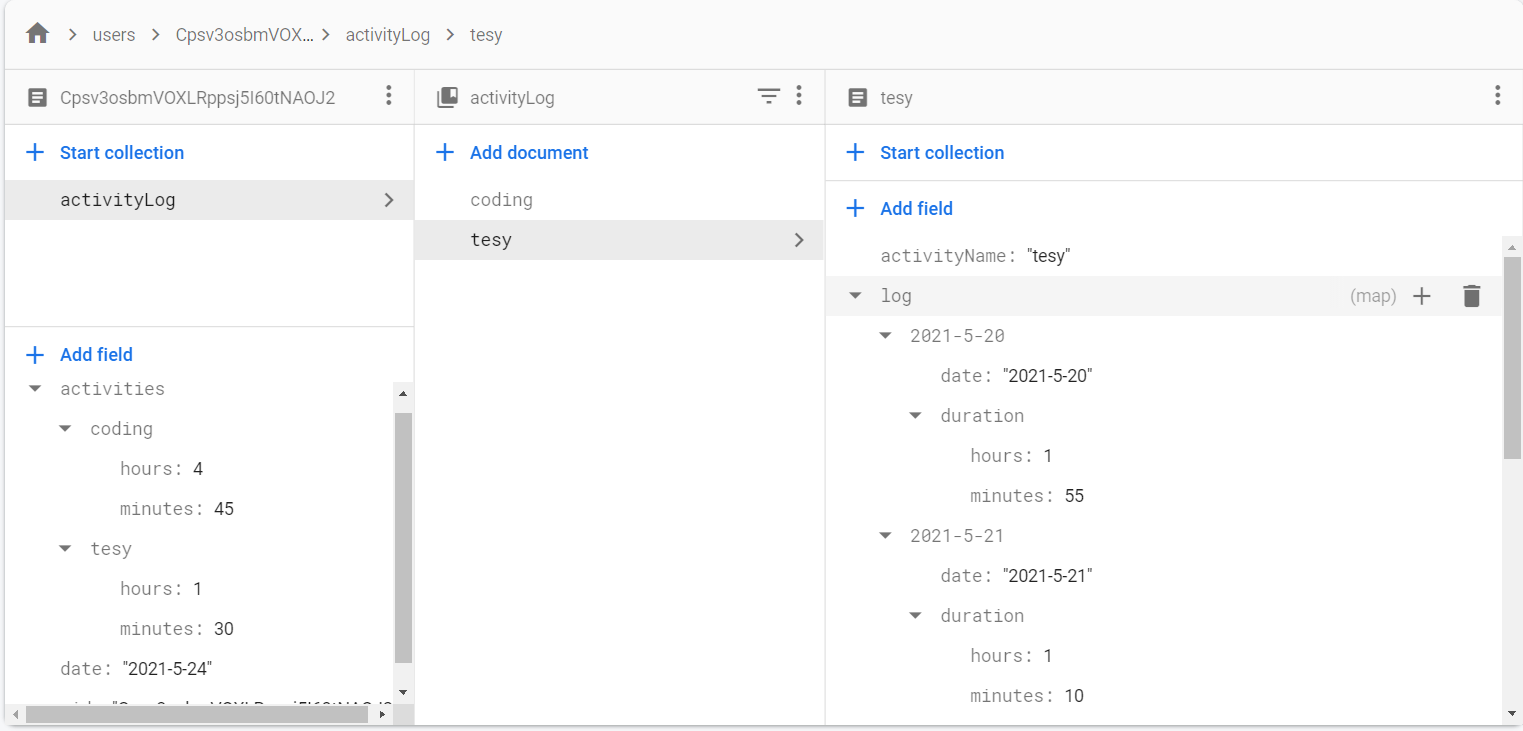 users Cpsv3osbmVOX... activityLog tesy
Cpsv3osbmVOXLRppsj5I60tNAOJ2
Start collection
activityLog
Add field
activities
coding
hours: 4
minutes: 45
tesy
hours: 1
minutes: 30
date: "2021-5-24"
activityLog
Add document
coding
tesy
tesy
Start collection
Add field
activityName: "tesy"
log (map)
2021-5-20
date: "2021-5-20"
duration
hours: 1
minutes: 55
2021-5-21
date: "2021-5-21"
duration
hours: 1
minutes: 10